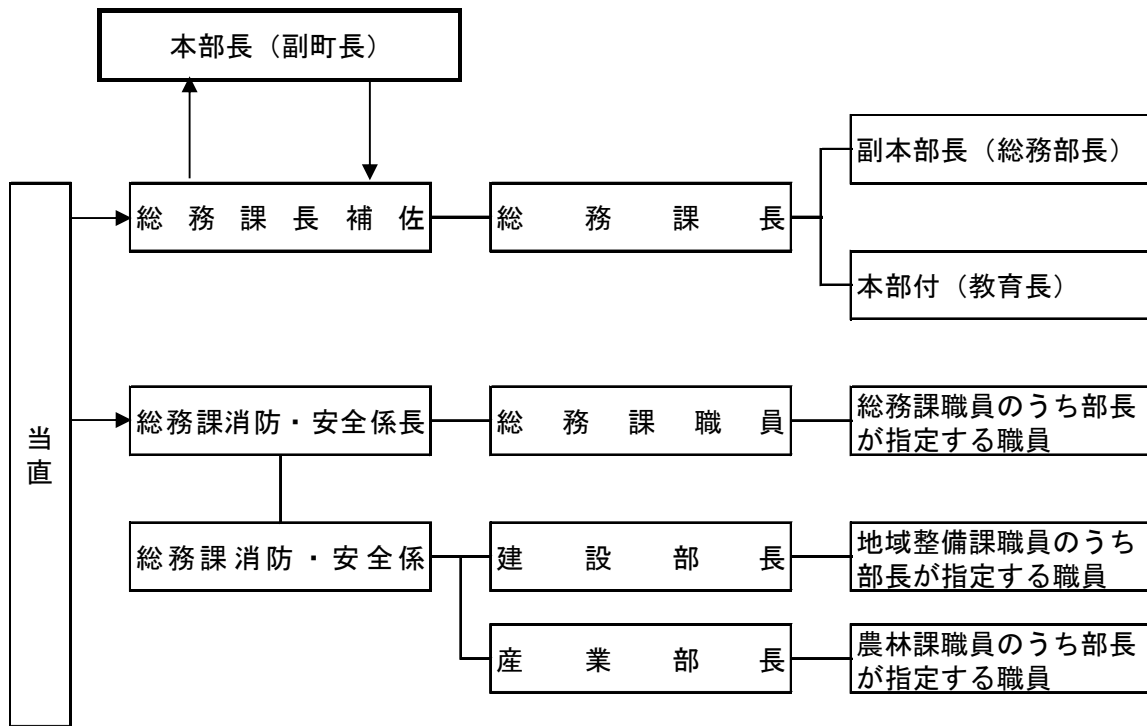 本部長（副町長）
副本部長（総務部長）
総務課長補佐
総務課長
本部付（教育長）
当直
総務課消防・安全係長
総務課職員
総務課職員のうち部長
が指定する職員
総務課消防・安全係
建設部長
地域整備課職員のうち
部長が指定する職員
産業部長
農林課職員のうち部長
が指定する職員